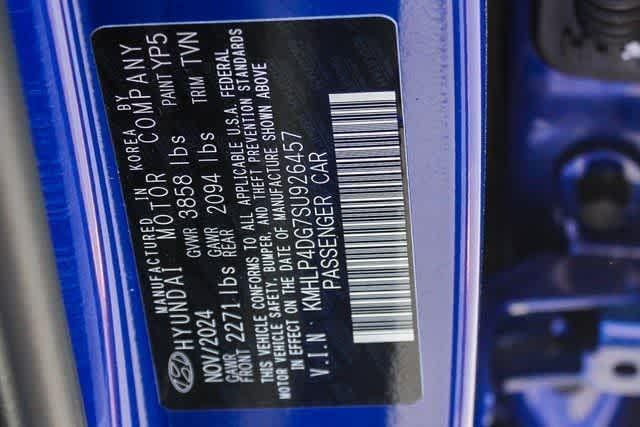 MANUFACTURED IN KOREA BY
HYUNDAI MOTOR COMPANY
NOV/2024 GVWR 3858 lbs PAINT YP5
GAWR FRONT 2271 lbs GAWR REAR 2094 lbs TRIM TVN
THIS VEHICLE CONFORMS TO ALL APPLICABLE U.S.A. FEDERAL
MOTOR VEHICLE SAFETY, BUMPER, AND THEFT PREVENTION STANDARDS
IN EFFECT ON THE DATE OF MANUFACTURE SHOWN ABOVE
V.I.N KMHLP4DG7SU926457
PASSENGER CAR